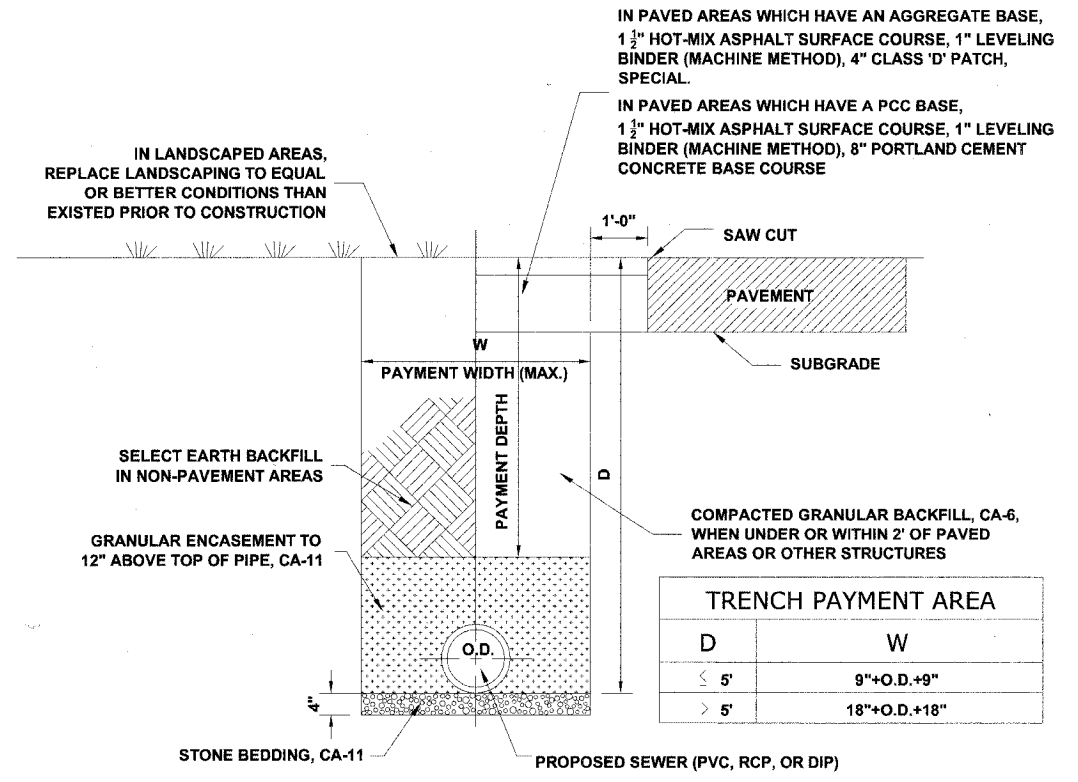 IN PAVED AREAS WHICH HAVE AN AGGREGATE BASE,
1 1/2" HOT-MIX ASPHALT SURFACE COURSE, 1" LEVELING
BINDER (MACHINE METHOD), 4" CLASS 'D' PATCH,
SPECIAL.
IN PAVED AREAS WHICH HAVE A PCC BASE,
1 1/2" HOT-MIX ASPHALT SURFACE COURSE, 1" LEVELING
BINDER (MACHINE METHOD), 8" PORTLAND CEMENT
CONCRETE BASE COURSE
IN LANDSCAPED AREAS,
REPLACE LANDSCAPING TO EQUAL
OR BETTER CONDITIONS THAN
EXISTED PRIOR TO CONSTRUCTION
1'-0"
SAW CUT
PAVEMENT
SUBGRADE
W
PAYMENT WIDTH (MAX.)
PAYMENT DEPTH
D
SELECT EARTH BACKFILL
IN NON-PAVEMENT AREAS
GRANULAR ENCASEMENT TO
12" ABOVE TOP OF PIPE, CA-11
COMPACTED GRANULAR BACKFILL, CA-6,
WHEN UNDER OR WITHIN 2' OF PAVED
AREAS OR OTHER STRUCTURES
TRENCH PAYMENT AREA
D W
≤ 5' 9"+O.D.+9"
> 5' 18"+O.D.+18"
O.D.
4"
STONE BEDDING, CA-11
PROPOSED SEWER (PVC, RCP, OR DIP)